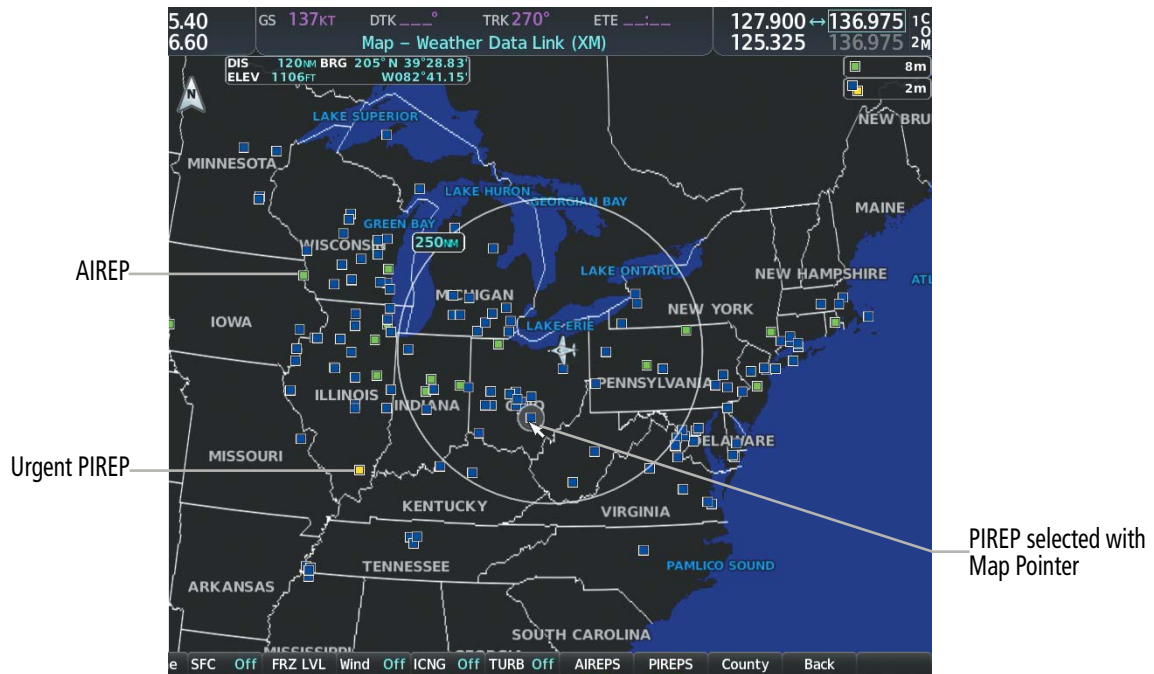 5.40 GS 137KT DTK ___° TRK 270° ETE __:__ 127.900 ↔ 136.975 1 C
O
6.60 Map – Weather Data Link (XM) 125.325 136.975 2 M
DIS 120NM BRG 205° N 39°28.83'
ELEV 1106FT W082°41.15'
8m
2m
N
LAKE SUPERIOR
NEW BRU
MINNESOTA
LAKE HURON
GEORGIAN BAY
MAINE
GREEN BAY
WISCONSIN
250NM
AIREP
LAKE ONTARIO
NEW HAMPSHIRE
ATL
MICHIGAN
NEW YORK
IOWA
LAKE ERIE
PENNSYLVANIA
ILLINOIS
INDIANA
OHIO
DELAWARE
MISSOURI
Urgent PIREP
KENTUCKY
VIRGINIA
PIREP selected with
Map Pointer
TENNESSEE
PAMLICO SOUND
ARKANSAS
SOUTH CAROLINA
MISSISSIPPI
GEORGIA
e SFC Off FRZ LVL Wind Off ICNG Off TURB Off AIREPS PIREPS County Back